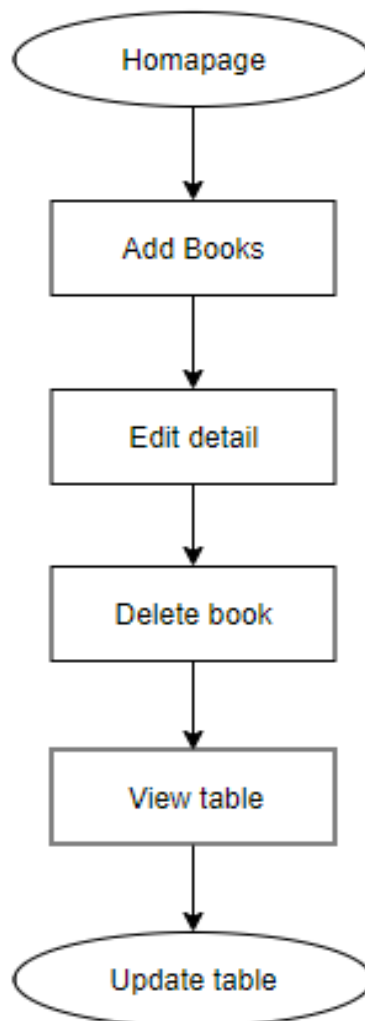 Homapage
Add Books
Edit detail
Delete book
View table
Update table